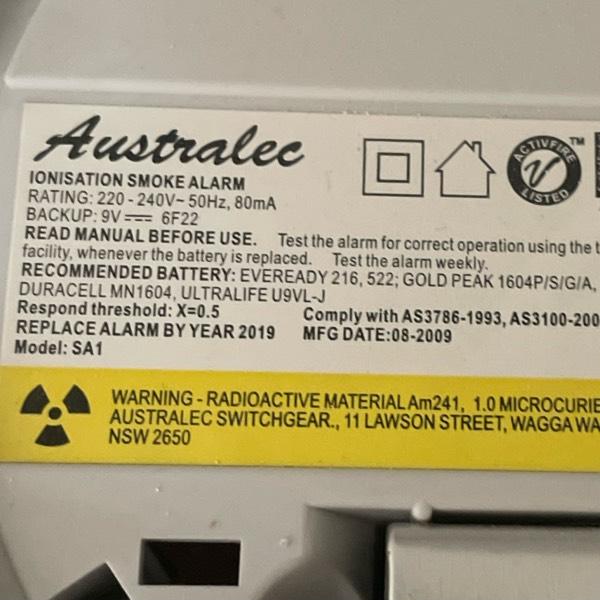 Australec
ACTIVFIRE TM
LISTED
IONISATION SMOKE ALARM
RATING: 220 - 240V~ 50Hz, 80mA
BACKUP: 9V⎓ 6F22
READ MANUAL BEFORE USE. Test the alarm for correct operation using the t
facility, whenever the battery is replaced. Test the alarm weekly.
RECOMMENDED BATTERY: EVEREADY 216, 522; GOLD PEAK 1604P/S/G/A,
DURACELL MN1604, ULTRALIFE U9VL-J
Respond threshold: X=0.5 Comply with AS3786-1993, AS3100-200
REPLACE ALARM BY YEAR 2019 MFG DATE:08-2009
Model: SA1
WARNING - RADIOACTIVE MATERIAL Am241, 1.0 MICROCURIE
AUSTRALEC SWITCHGEAR., 11 LAWSON STREET, WAGGA WA
NSW 2650